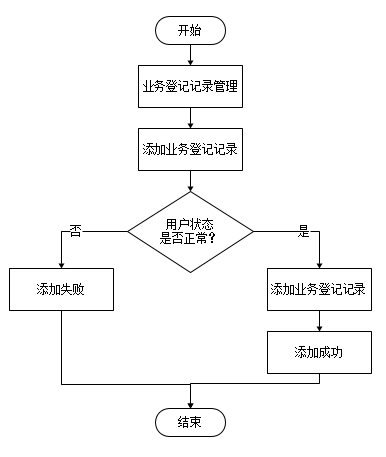 开始
业务登记记录管理
添加业务登记记录
用户状态
是否正常？
否
是
添加失败
添加业务登记记录
添加成功
结束